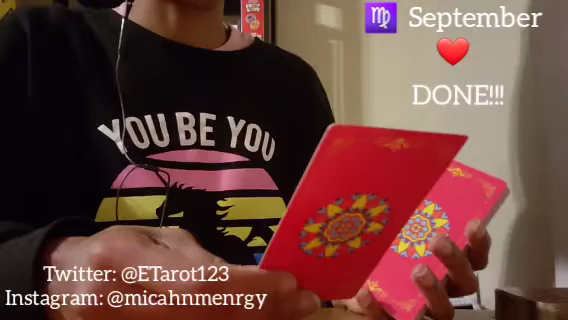 ♍ September
❤️
DONE!!!
YOU BE YOU
Twitter: @ETarot123
Instagram: @micahnmenrgy